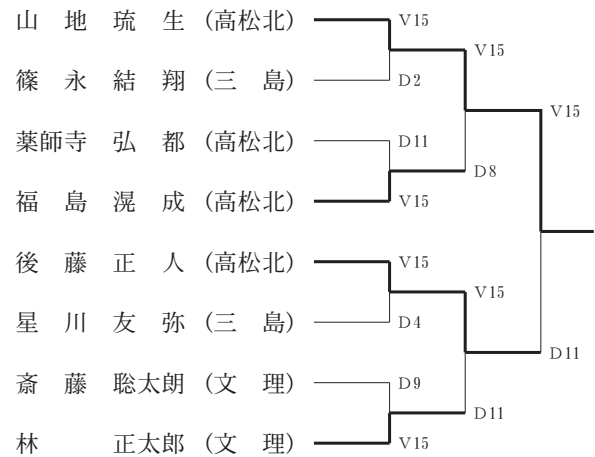 山地琉生(高松北) V15
V15
篠永結翔(三島) D2
V15
薬師寺弘都(高松北) D11
D8
福島滉成(高松北) V15
後藤正人(高松北) V15
V15
星川友弥(三島) D4
D11
斎藤聡太朗(文理) D9
D11
林正太郎(文理) V15